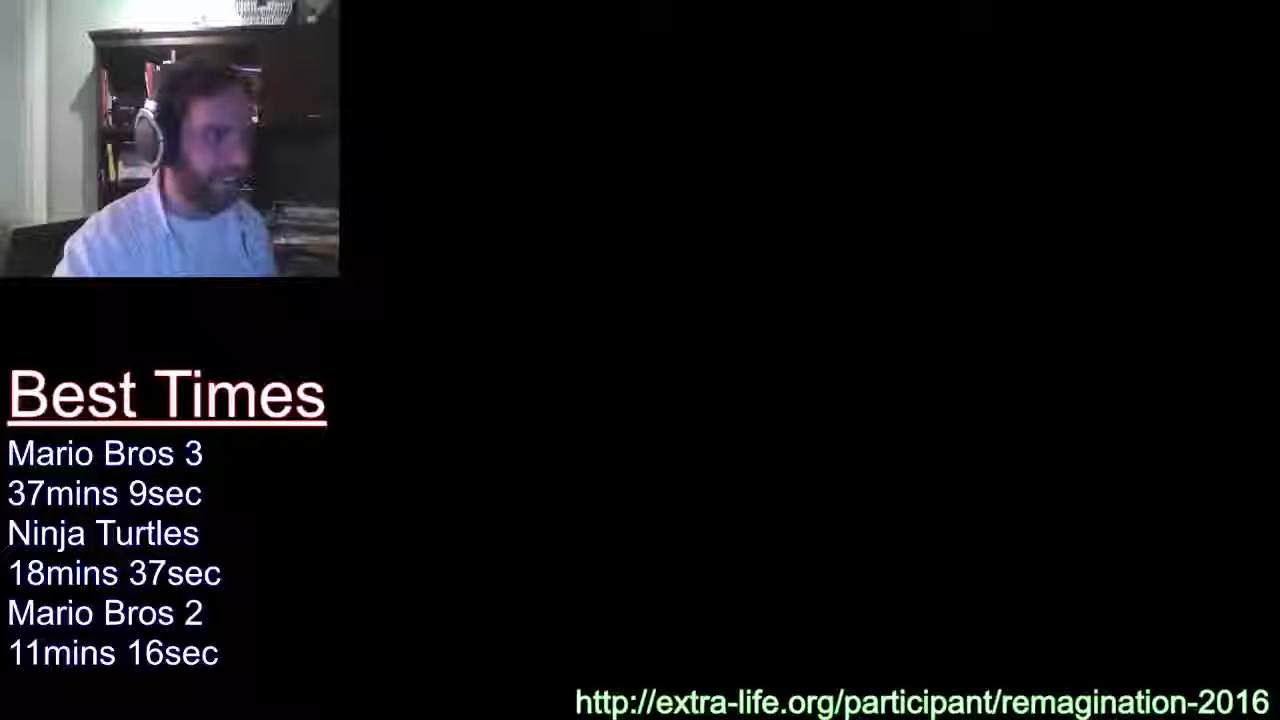 Best Times
Mario Bros 3
37mins 9sec
Ninja Turtles
18mins 37sec
Mario Bros 2
11mins 16sec
http://extra-life.org/participant/remagination-2016